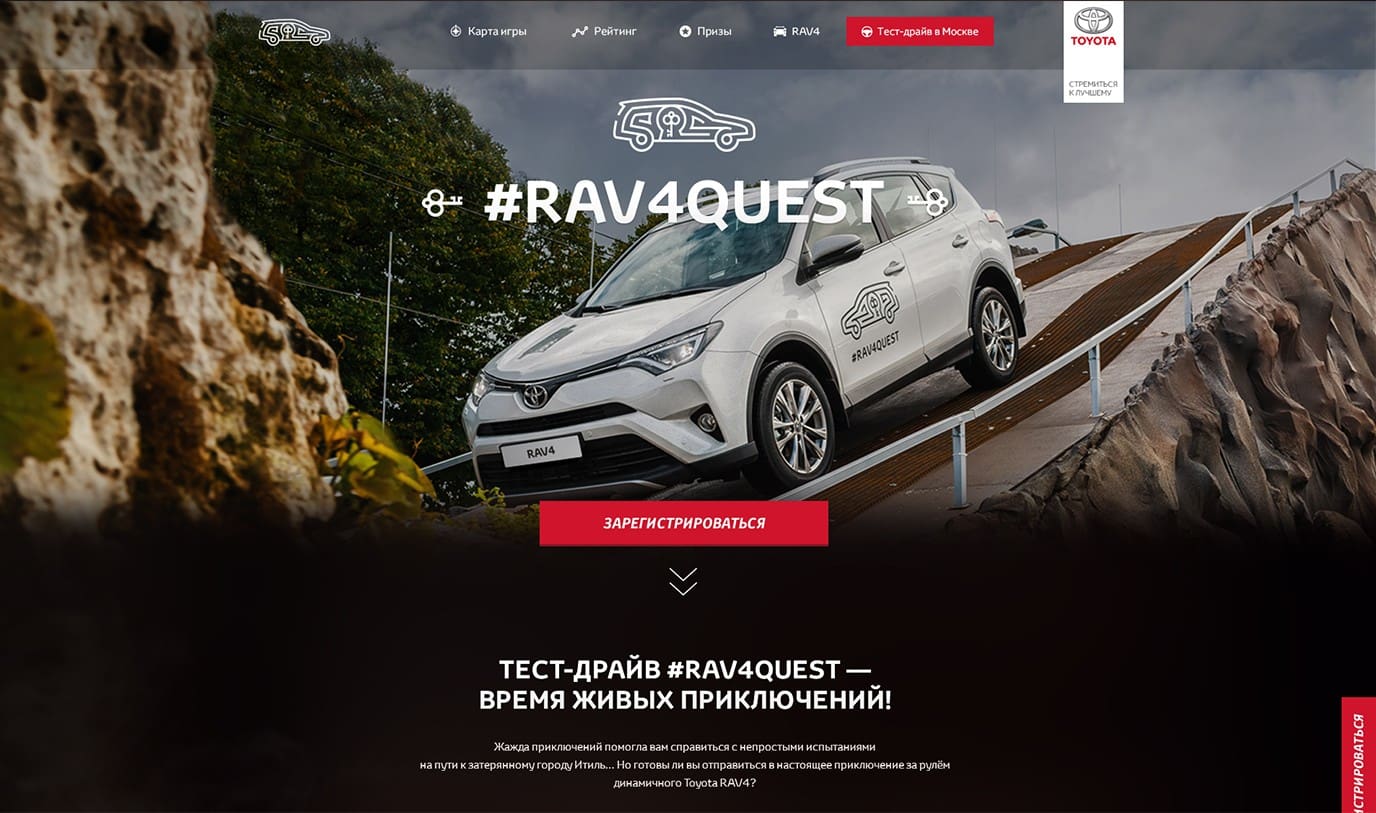 Карта игры
Рейтинг
Призы
RAV4
Тест-драйв в Москве
TOYOTA
СТРЕМИТЬСЯ
К ЛУЧШЕМУ
#RAV4QUEST
#RAV4QUEST
RAV4
ЗАРЕГИСТРИРОВАТЬСЯ
ТЕСТ-ДРАЙВ #RAV4QUEST —
ВРЕМЯ ЖИВЫХ ПРИКЛЮЧЕНИЙ!
Жажда приключений помогла вам справиться с непростыми испытаниями
на пути к затерянному городу Итиль... Но готовы ли вы отправиться в настоящее приключение за рулём
динамичного Toyota RAV4?
ИСТРИРОВАТЬСЯ